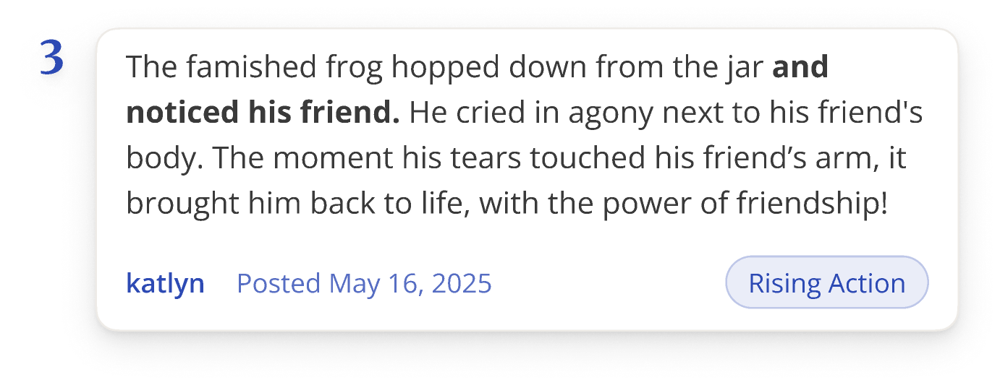 3
The famished frog hopped down from the jar and
noticed his friend. He cried in agony next to his friend's
body. The moment his tears touched his friend’s arm, it
brought him back to life, with the power of friendship!
katlyn Posted May 16, 2025 Rising Action